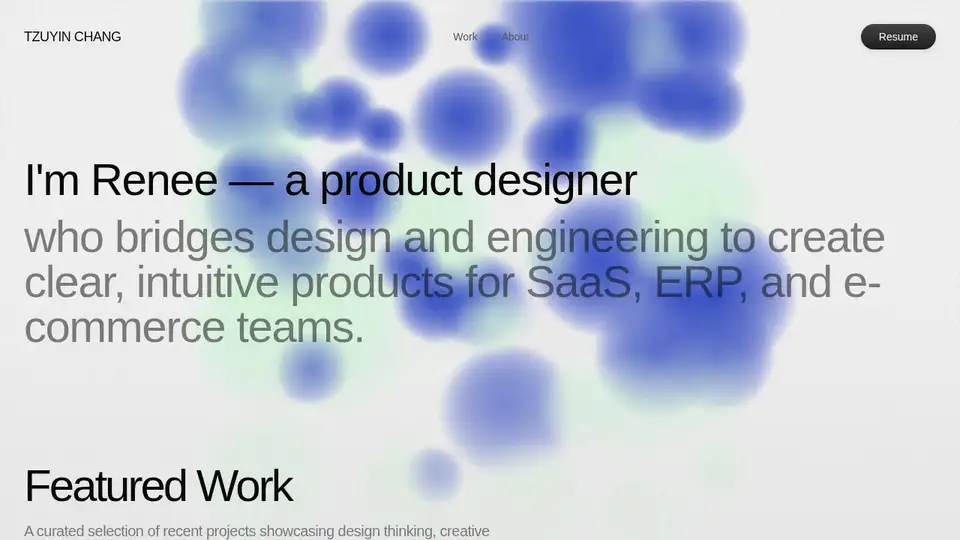 TZUYIN CHANG
Work
About
Resume
I'm Renee — a product designer
who bridges design and engineering to create
clear, intuitive products for SaaS, ERP, and e-
commerce teams.
Featured Work
A curated selection of recent projects showcasing design thinking, creative